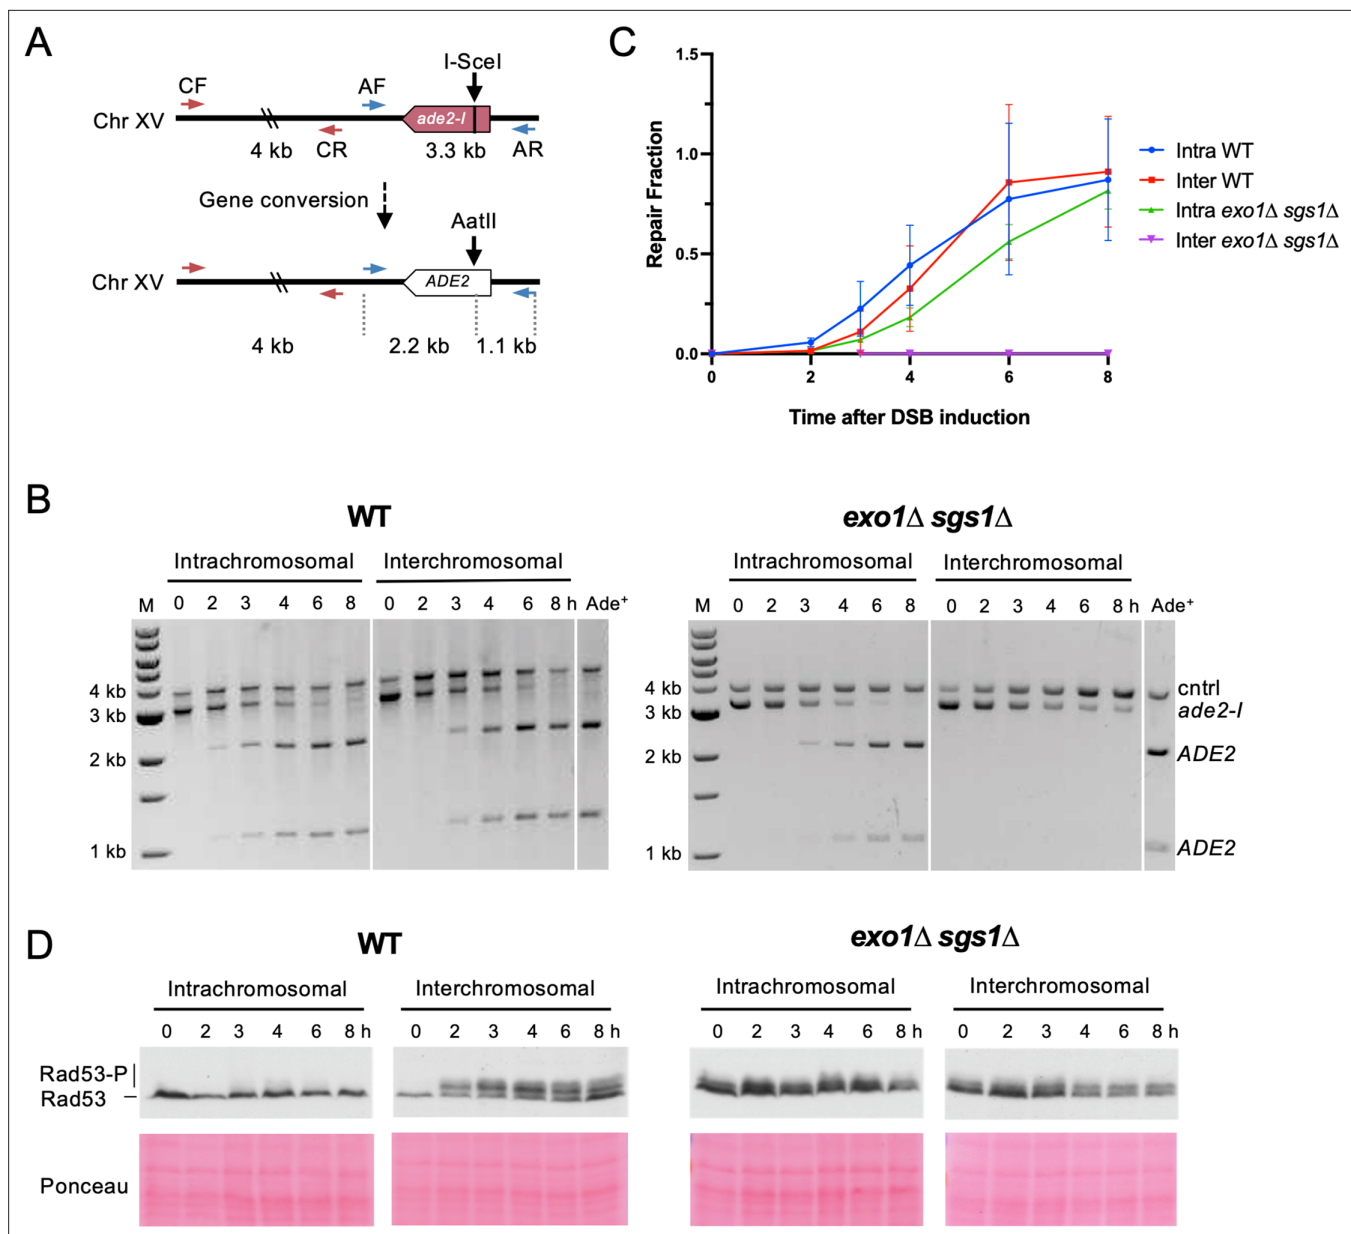 A
I-SceI
CF
AF
Chr XV
ade2-I
4 kb
CR
3.3 kb
AR
Gene conversion
AatII
Chr XV
ADE2
4 kb
2.2 kb
1.1 kb
C
1.5
1.0
0.5
0.0
Repair Fraction
0 2 4 6 8
Time after DSB induction
Intra WT
Inter WT
Intra exo1Δ sgs1Δ
Inter exo1Δ sgs1Δ
B
WT
Intrachromosomal Interchromosomal
M 0 2 3 4 6 8 0 2 3 4 6 8 h Ade⁺
4 kb
3 kb
2 kb
1 kb
exo1Δ sgs1Δ
Intrachromosomal Interchromosomal
M 0 2 3 4 6 8 0 2 3 4 6 8 h Ade⁺
4 kb
3 kb
2 kb
1 kb
cntrl
ade2-I
ADE2
ADE2
D
WT
Intrachromosomal Interchromosomal
0 2 3 4 6 8 h 0 2 3 4 6 8 h
Rad53-P
Rad53
Ponceau
exo1Δ sgs1Δ
Intrachromosomal Interchromosomal
0 2 3 4 6 8 h 0 2 3 4 6 8 h